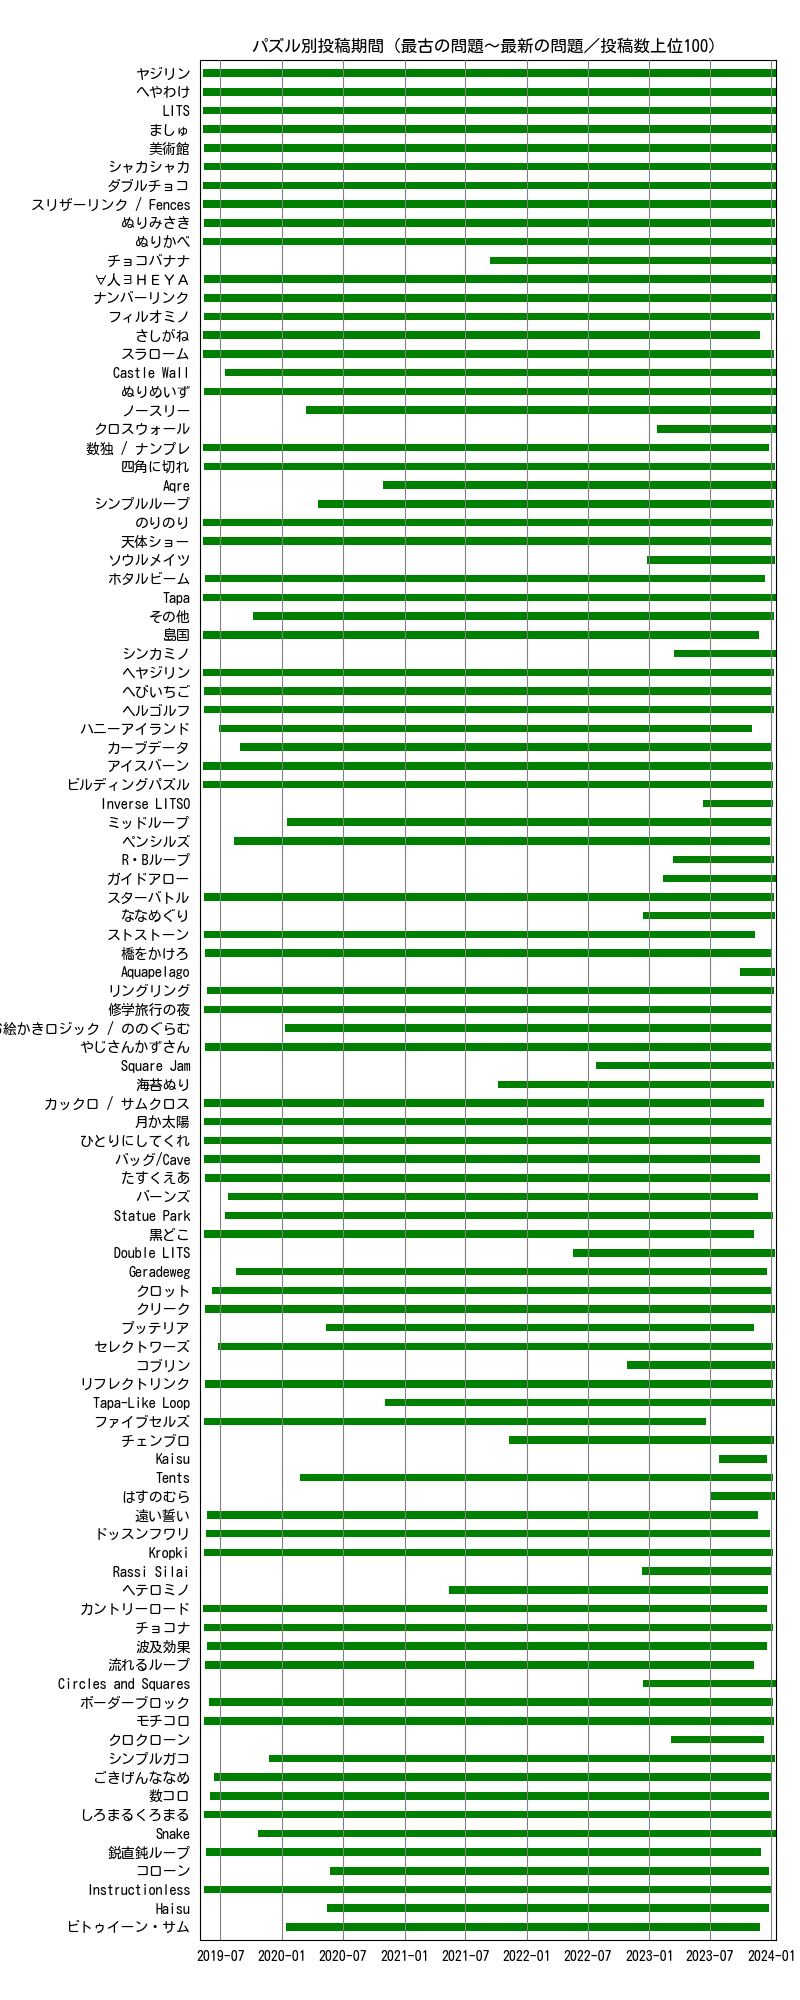 パズル別投稿期間（最古の問題～最新の問題／投稿数上位100）
ヤジリン
へやわけ
LITS
ましゅ
美術館
シャカシャカ
ダブルチョコ
スリザーリンク / Fences
ぬりみさき
ぬりかべ
チョコバナナ
∀人∃ＨＥＹＡ
ナンバーリンク
フィルオミノ
さしがね
スラローム
Castle Wall
ぬりめいず
ノースリー
クロスウォール
数独 / ナンプレ
四角に切れ
Aqre
シンプルループ
のりのり
天体ショー
ソウルメイツ
ホタルビーム
Tapa
その他
島国
シンカミノ
ヘヤジリン
へびいちご
ヘルゴルフ
ハニーアイランド
カーブデータ
アイスバーン
ビルディングパズル
Inverse LITSO
ミッドループ
ペンシルズ
R・Bループ
ガイドアロー
スターバトル
ななめぐり
ストストーン
橋をかけろ
Aquapelago
リングリング
修学旅行の夜
絵かきロジック / ののぐらむ
やじさんかずさん
Square Jam
海苔ぬり
カックロ / サムクロス
月か太陽
ひとりにしてくれ
バッグ/Cave
たすくえあ
バーンズ
Statue Park
黒どこ
Double LITS
Geradeweg
クロット
クリーク
プッテリア
セレクトワーズ
コブリン
リフレクトリンク
Tapa-Like Loop
ファイブセルズ
チェンブロ
Kaisu
Tents
はすのむら
遠い誓い
ドッスンフワリ
Kropki
Rassi Silai
ヘテロミノ
カントリーロード
チョコナ
波及効果
流れるループ
Circles and Squares
ボーダーブロック
モチコロ
クロクローン
シンプルガコ
ごきげんななめ
数コロ
しろまるくろまる
Snake
鋭直鈍ループ
コローン
Instructionless
Haisu
ビトゥイーン・サム
2019-07 2020-01 2020-07 2021-01 2021-07 2022-01 2022-07 2023-01 2023-07 2024-01